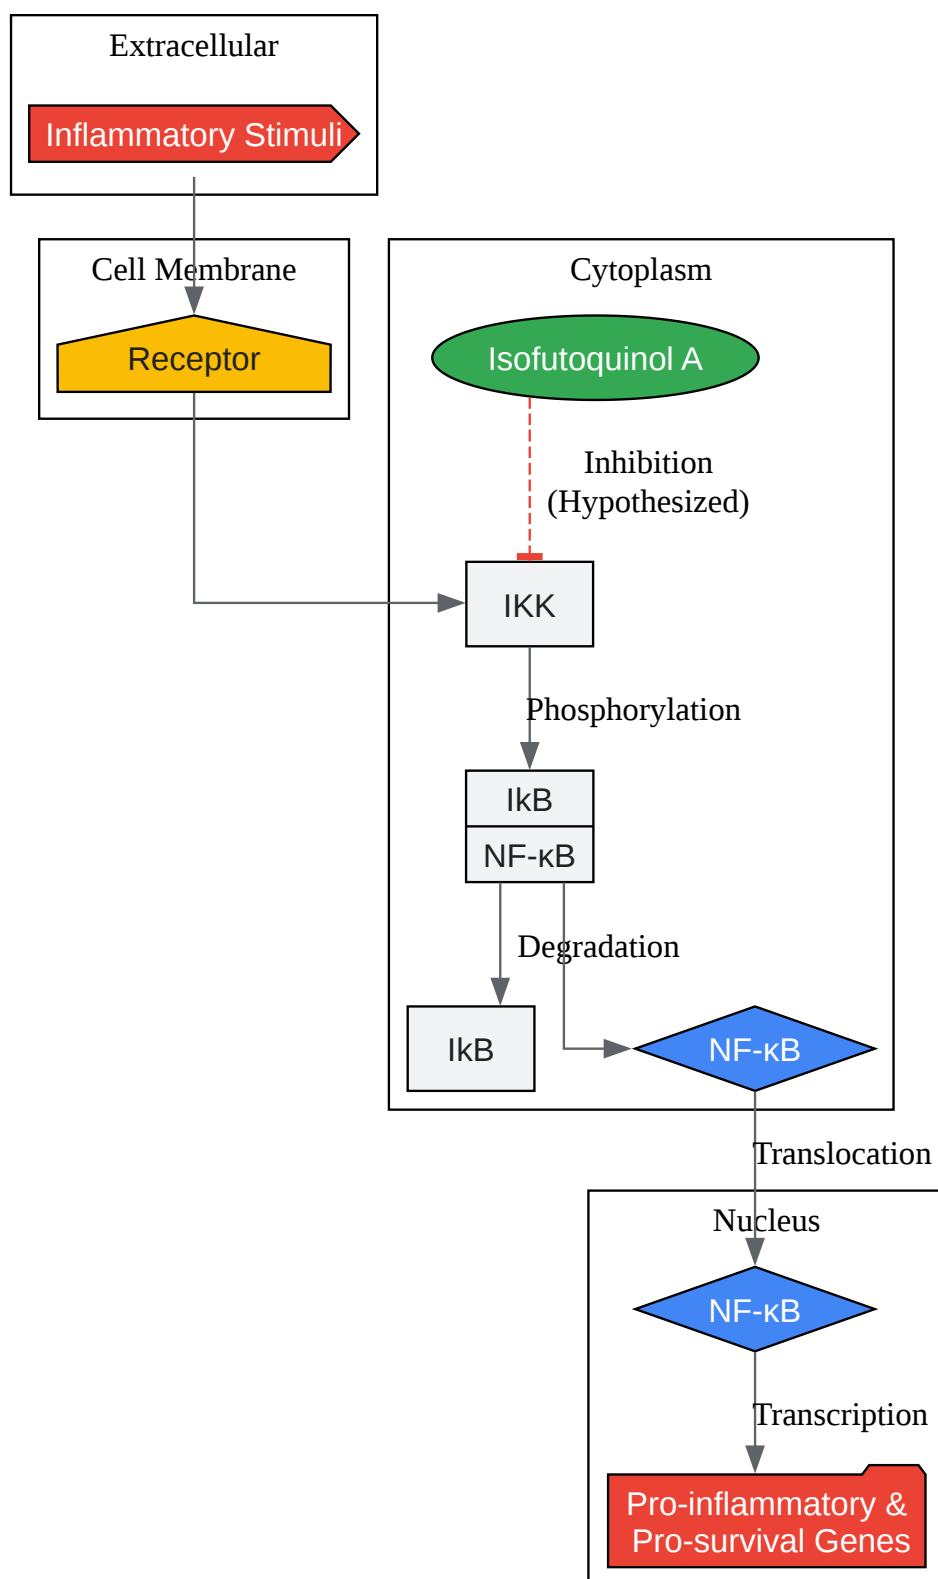 Extracellular
Inflammatory Stimuli
Cell Membrane
Receptor
Cytoplasm
Isofutoquinol A
Inhibition
(Hypothesized)
IKK
Phosphorylation
IkB
NF-κB
Degradation
IkB
NF-κB
Translocation
Nucleus
NF-κB
Transcription
Pro-inflammatory &
Pro-survival Genes